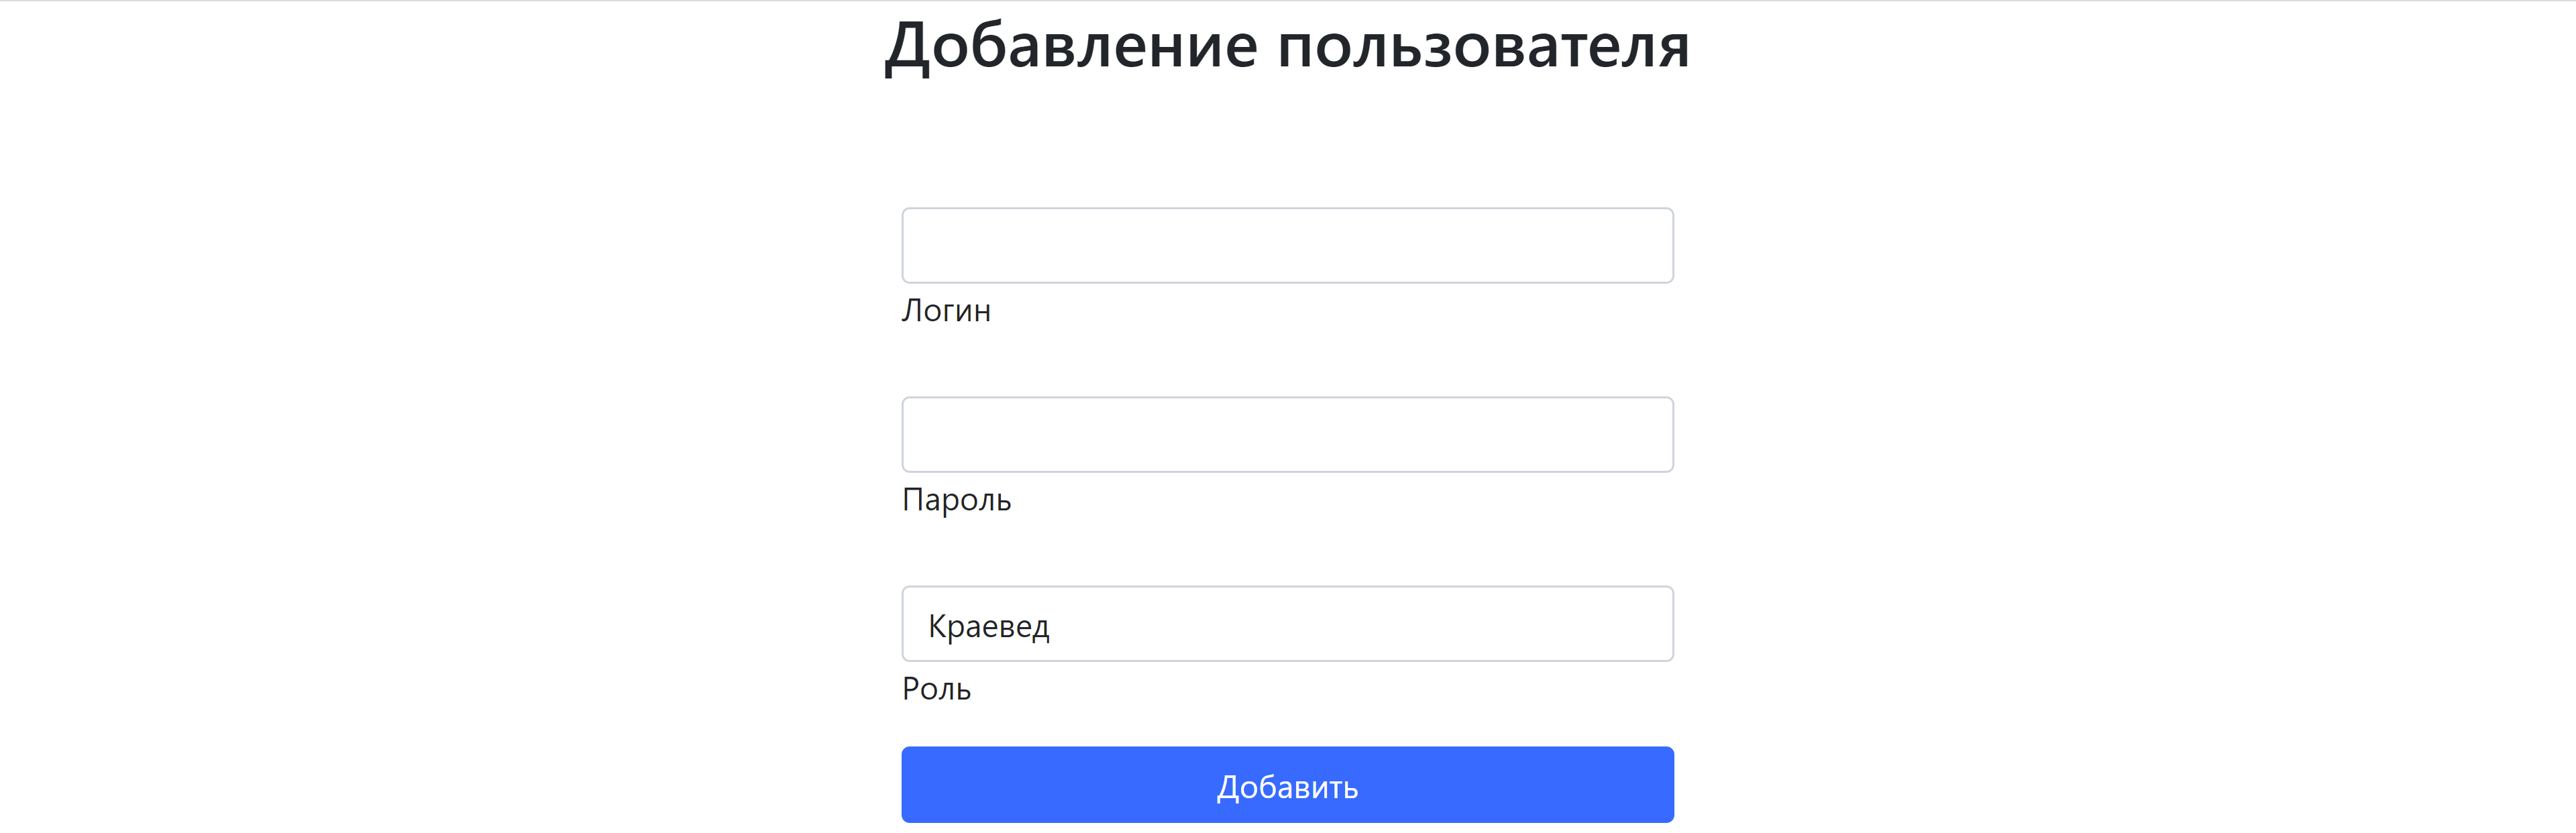 Добавление пользователя
Логин
Пароль
Краевед
Роль
Добавить